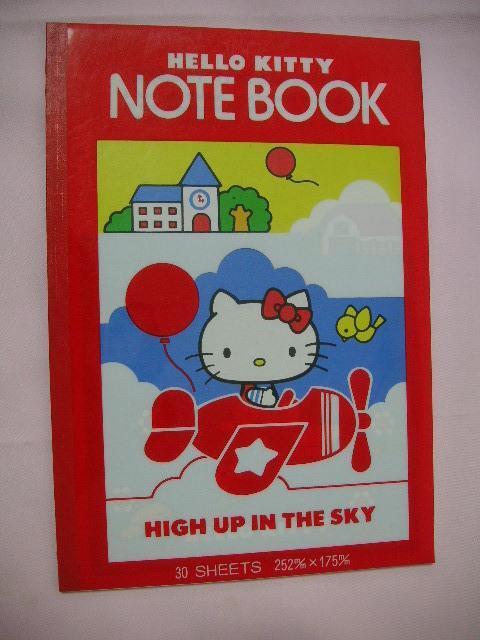 HELLO KITTY
NOTE BOOK
HIGH UP IN THE SKY
30 SHEETS 252㎜×175㎜